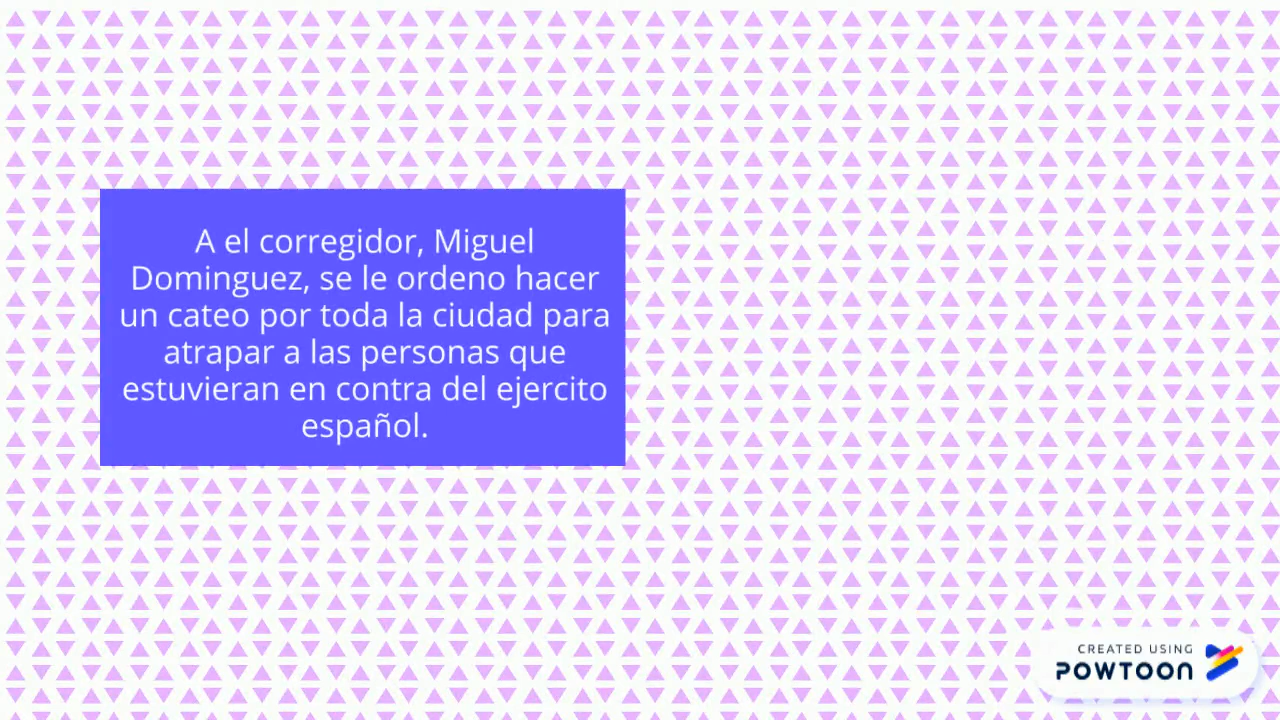 A el corregidor, Miguel
Dominguez, se le ordeno hacer
un cateo por toda la ciudad para
atrapar a las personas que
estuvieran en contra del ejercito
español.
CREATED USING
POWTOON